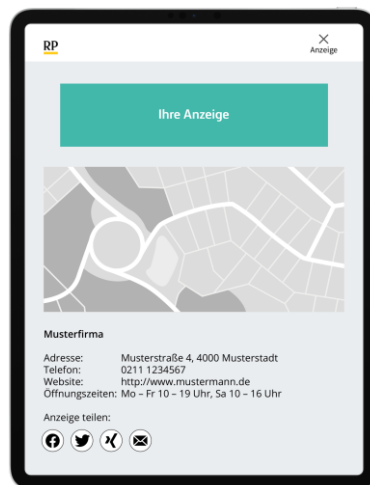 RP
Anzeige
Ihre Anzeige
Musterfirma
Adresse: Musterstraße 4, 4000 Musterstadt
Telefon: 0211 1234567
Website: http://www.mustermann.de
Öffnungszeiten: Mo – Fr 10 – 19 Uhr, Sa 10 – 16 Uhr
Anzeige teilen: